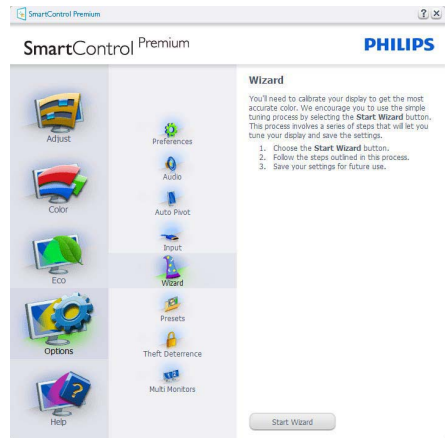 SmartControl Premium
SmartControl Premium
PHILIPS
Adjust
Color
Eco
Options
Help
Preferences
Audio
Auto Pivot
Input
Wizard
Presets
Theft Deterrence
Multi Monitors
Wizard
You'll need to calibrate your display to get the most
accurate color. We encourage you to use the simple
tuning process by selecting the Start Wizard button.
This process involves a series of steps that will let you
tune your display and save the settings.
1. Choose the Start Wizard button.
2. Follow the steps outlined in this process.
3. Save your settings for future use.
Start Wizard